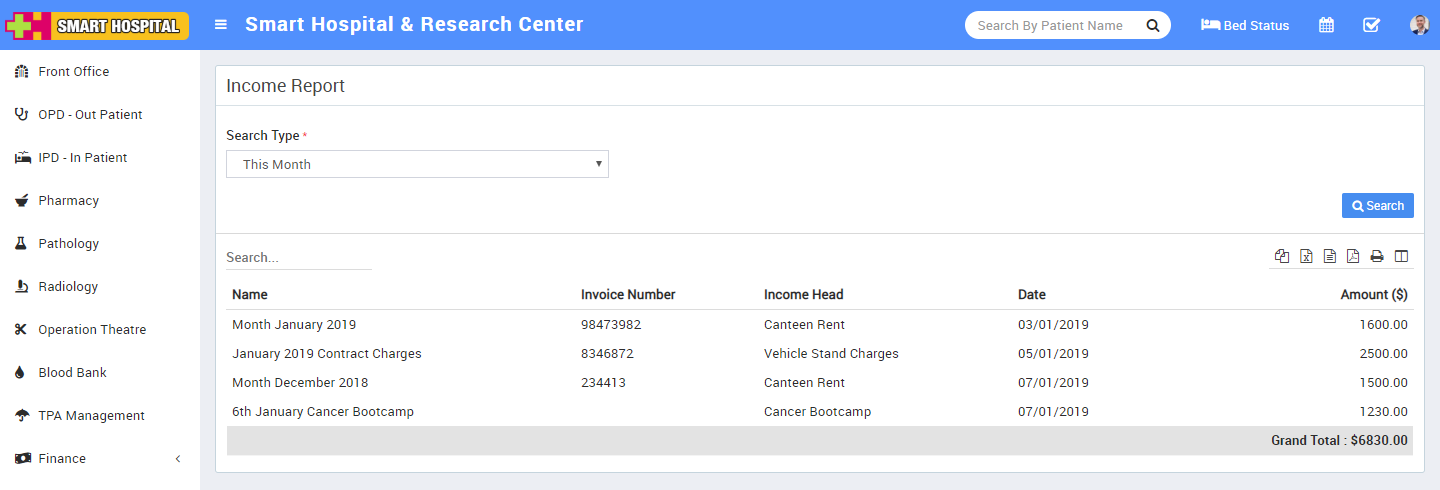 SMART HOSPITAL
Smart Hospital & Research Center
Search By Patient Name
Bed Status
Front Office
OPD - Out Patient
IPD - In Patient
Pharmacy
Pathology
Radiology
Operation Theatre
Blood Bank
TPA Management
Finance
Income Report
Search Type *
This Month
Search
Search...
Name Invoice Number Income Head Date Amount ($)
Month January 2019 98473982 Canteen Rent 03/01/2019 1600.00
January 2019 Contract Charges 8346872 Vehicle Stand Charges 05/01/2019 2500.00
Month December 2018 234413 Canteen Rent 07/01/2019 1500.00
6th January Cancer Bootcamp Cancer Bootcamp 07/01/2019 1230.00
Grand Total : $6830.00